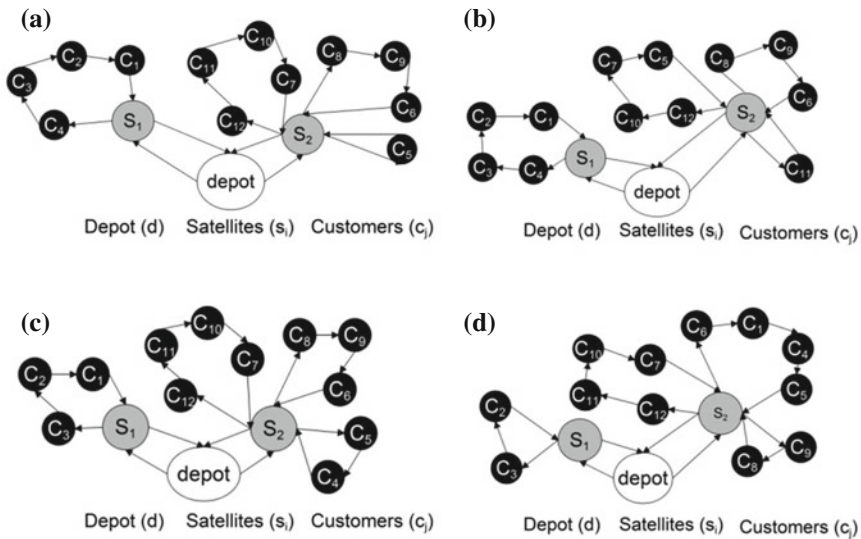 (a)
C₁₀
C₂ C₁ C₈ C₉
C₃ C₁₁ C₇
C₄ S₁ C₁₂ S₂ C₆
C₅
depot
Depot (d) Satellites (sᵢ) Customers (cⱼ)
(b)
C₇ C₅ C₈ C₉
C₂ C₁ C₁₀ C₁₂ S₂ C₆
C₃ C₄ S₁ C₁₁
depot
Depot (d) Satellites (sᵢ) Customers (cⱼ)
(c)
C₁₀
C₁₁ C₇ C₈ C₉
C₂ C₁ C₁₂ C₆
C₃ S₁ S₂ C₅
C₄
depot
Depot (d) Satellites (sᵢ) Customers (cⱼ)
(d)
C₆ C₁
C₁₀ C₇ C₄
C₂ C₁₁ C₁₂ S₂ C₅
S₁ C₉
C₃ C₈
depot
Depot (d) Satellites (sᵢ) Customers (cⱼ)